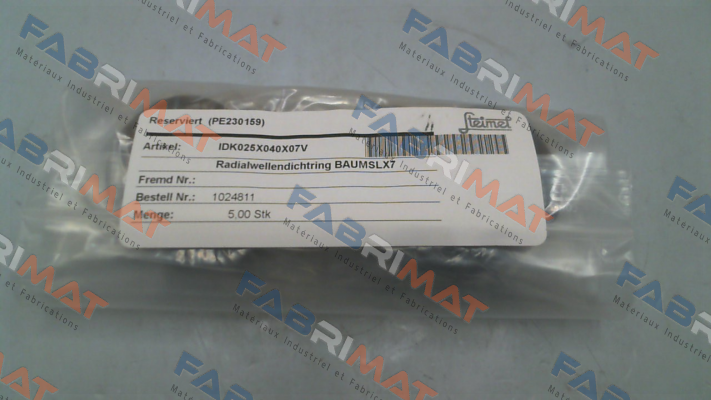 Reserviert (PE230159)
Steimel
Artikel: IDK025X040X07V
Radialwellendichtring BAUMSLX7
Fremd Nr.:
Bestell Nr.: 1024811
Menge: 5,00 Stk
FABRIMAT
Materiaux Industriel et Fabrications